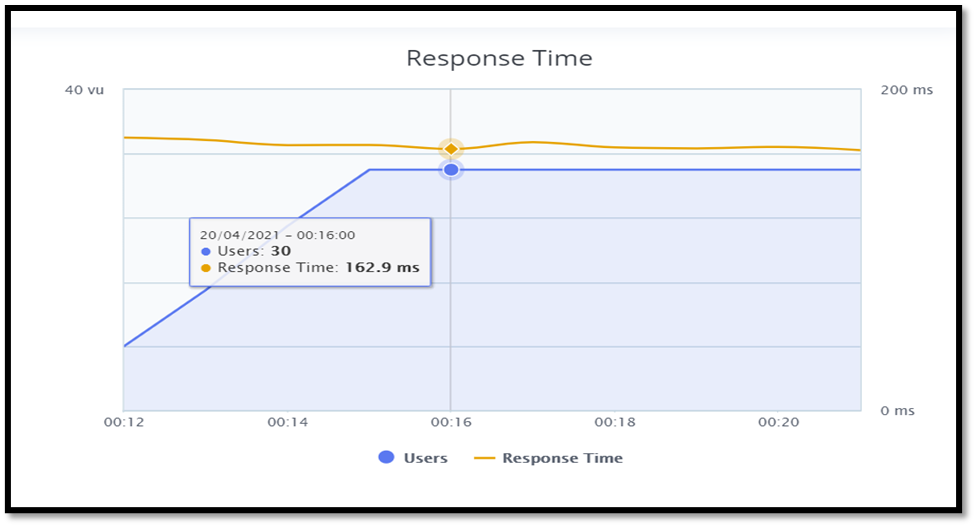 Response Time
40 vu
200 ms
20/04/2021 – 00:16:00
Users: 30
Response Time: 162.9 ms
0 ms
00:12 00:14 00:16 00:18 00:20
Users Response Time